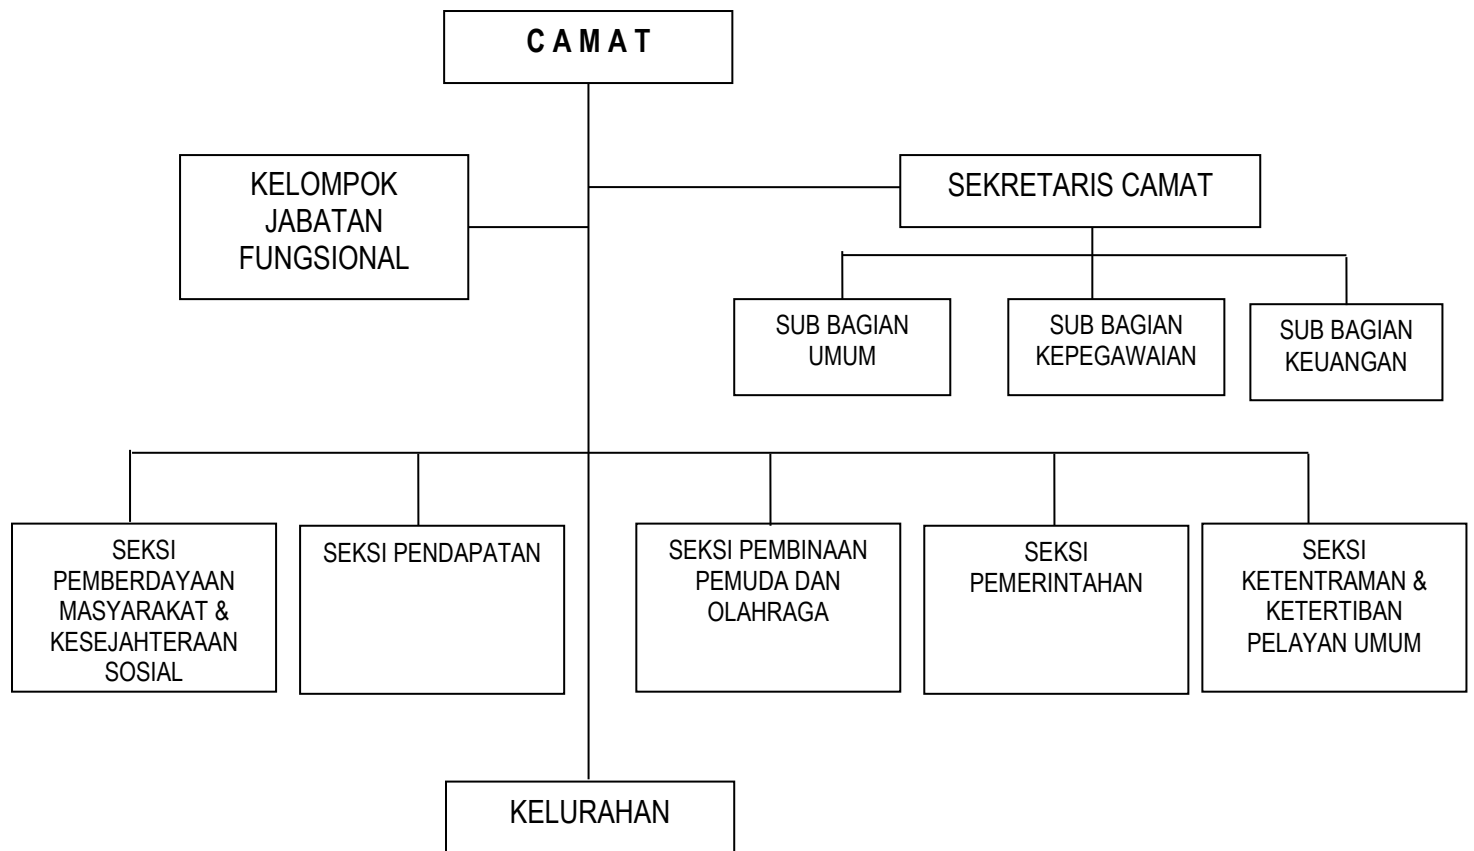 C A M A T
KELOMPOK
JABATAN
FUNGSIONAL
SEKRETARIS CAMAT
SUB BAGIAN
UMUM
SUB BAGIAN
KEPEGAWAIAN
SUB BAGIAN
KEUANGAN
SEKSI
PEMBERDAYAAN
MASYARAKAT &
KESEJAHTERAAN
SOSIAL
SEKSI PENDAPATAN
SEKSI PEMBINAAN
PEMUDA DAN
OLAHRAGA
SEKSI
PEMERINTAHAN
SEKSI
KETENTRAMAN &
KETERTIBAN
PELAYAN UMUM
KELURAHAN